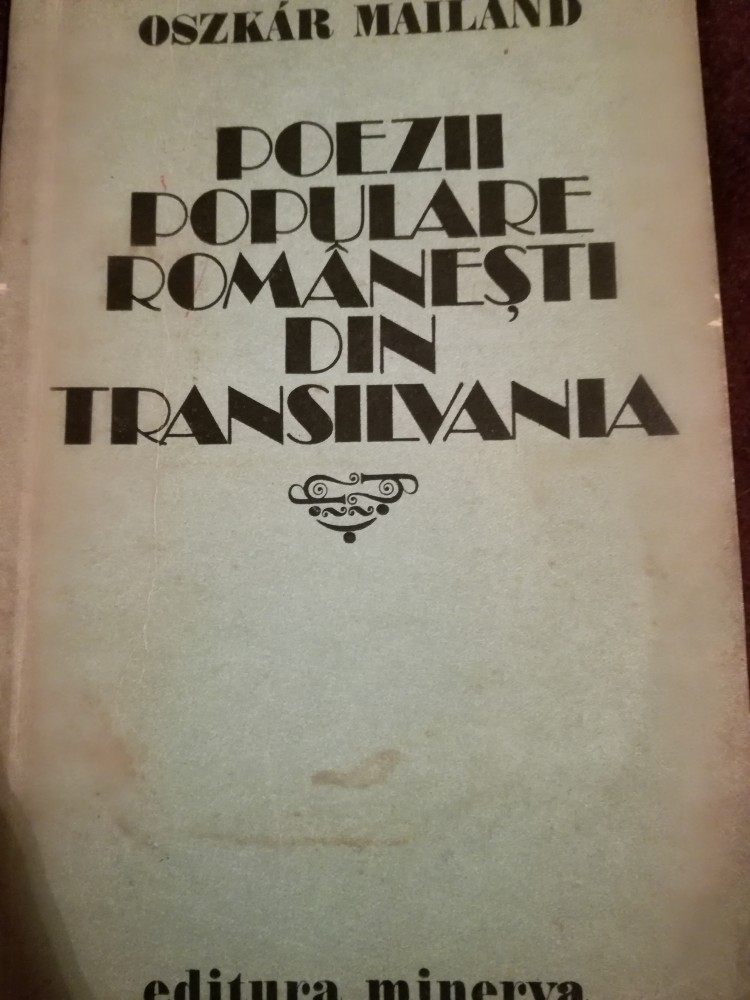 OSZKÁR MAILAND
POEZII
POPULARE
ROMÂNEȘTI
DIN
TRANSILVANIA
editura minerva